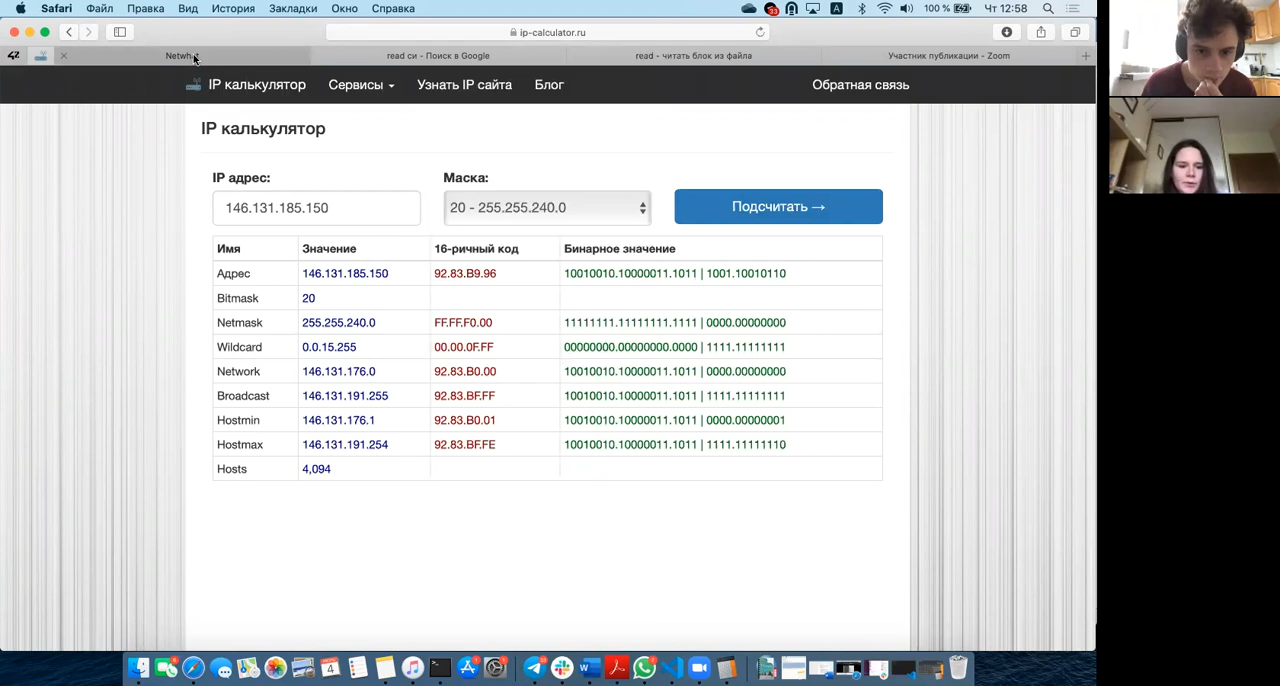 Safari Файл Правка Вид История Закладки Окно Справка 33 A 100 % Чт 12:58
ip-calculator.ru
42 read си - Поиск в Google read - читать блок из файла Участник публикации - Zoom
IP калькулятор Сервисы Узнать IP сайта Блог Обратная связь
IP калькулятор
IP адрес: Маска:
146.131.185.150 20 - 255.255.240.0 Подсчитать →
Имя Значение 16-ричный код Бинарное значение
Адрес 146.131.185.150 92.83.B9.96 10010010.10000011.1011 | 1001.10010110
Bitmask 20
Netmask 255.255.240.0 FF.FF.F0.00 11111111.11111111.1111 | 0000.00000000
Wildcard 0.0.15.255 00.00.0F.FF 00000000.00000000.0000 | 1111.11111111
Network 146.131.176.0 92.83.B0.00 10010010.10000011.1011 | 0000.00000000
Broadcast 146.131.191.255 92.83.BF.FF 10010010.10000011.1011 | 1111.11111111
Hostmin 146.131.176.1 92.83.B0.01 10010010.10000011.1011 | 0000.00000001
Hostmax 146.131.191.254 92.83.BF.FE 10010010.10000011.1011 | 1111.11111110
Hosts 4,094